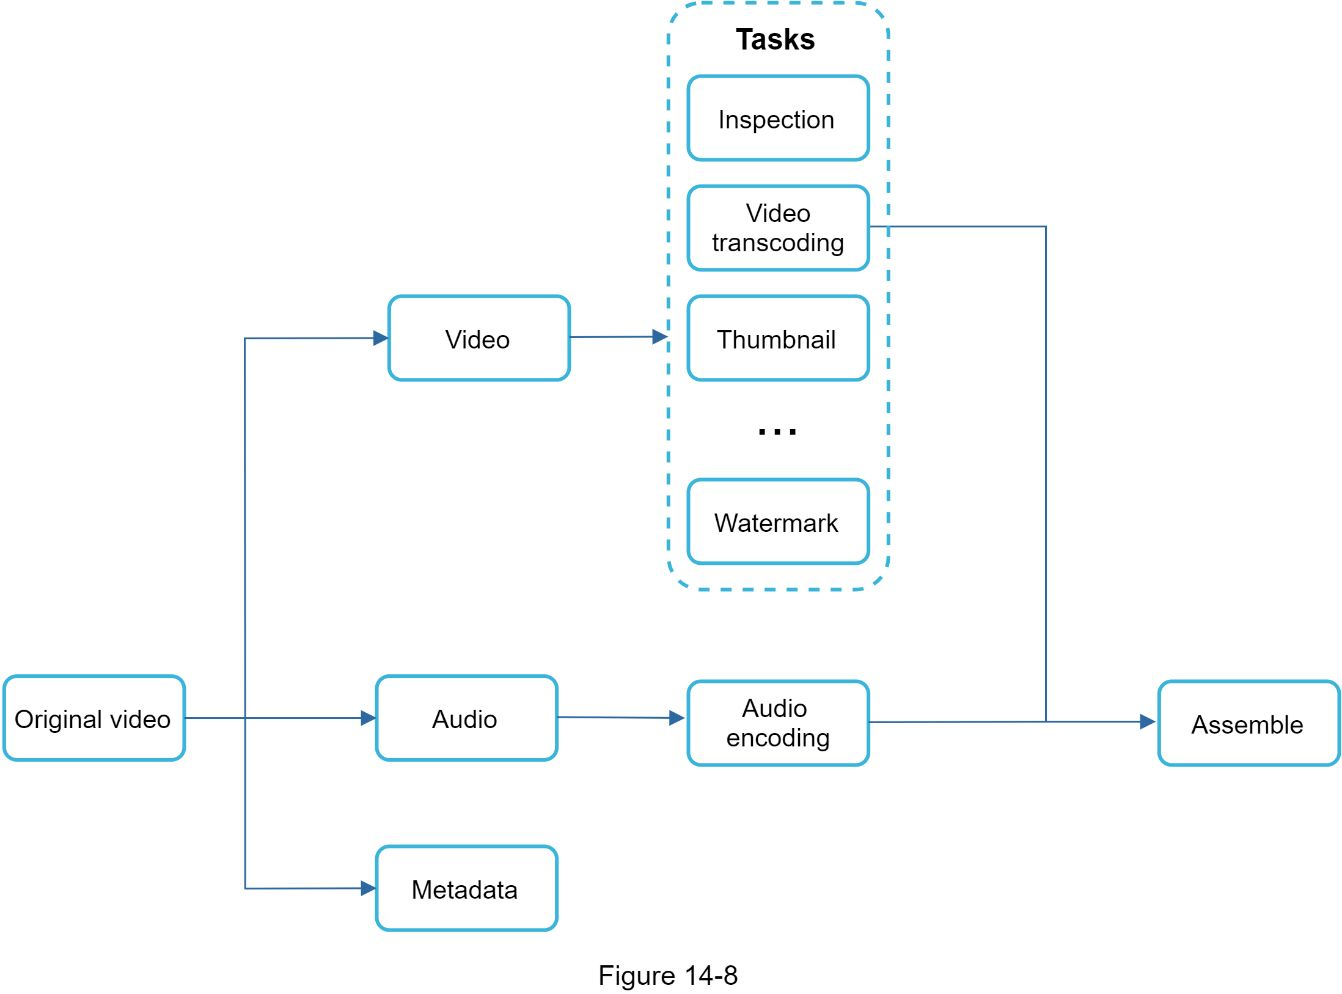 Tasks
Inspection
Video
transcoding
Video
Thumbnail
...
Watermark
Original video
Audio
Audio
encoding
Assemble
Metadata
Figure 14-8